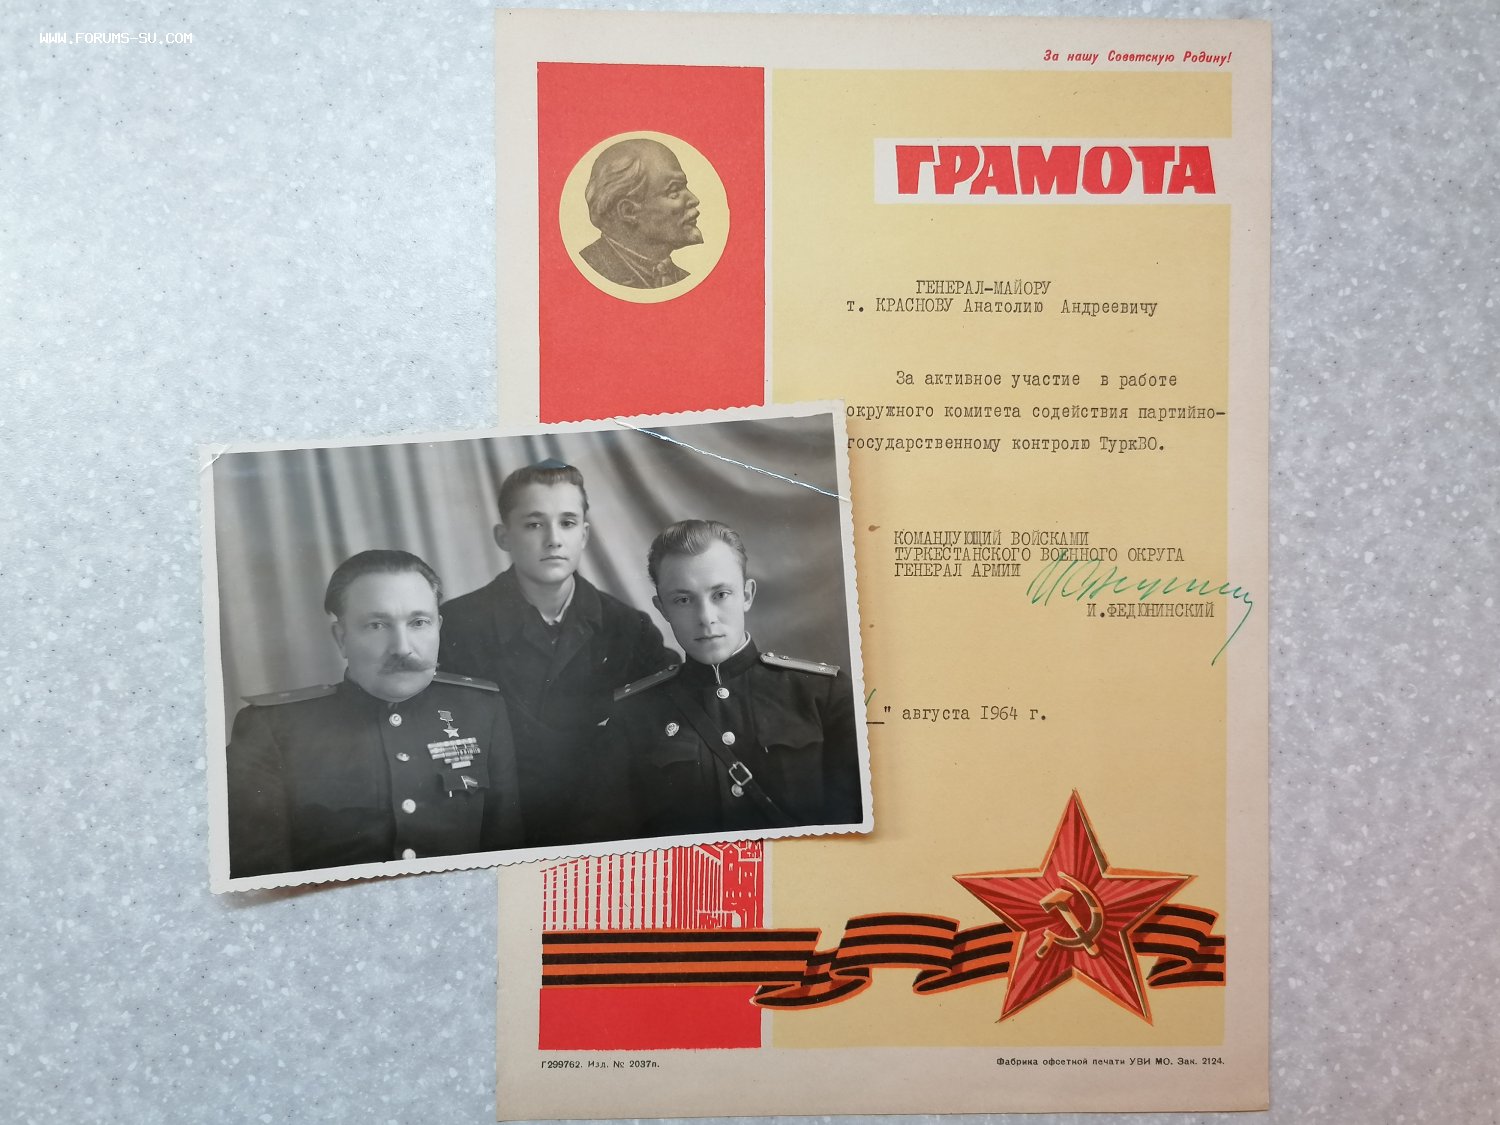 WWW.FORUMS-SU.COM
За нашу Советскую Родину!
ГРАМОТА
ГЕНЕРАЛ-МАЙОРУ
т. КРАСНОВУ Анатолию Андреевичу
За активное участие в работе
окружного комитета содействия партийно-
государственному контролю ТуркВО.
КОМАНДУЮЩИЙ ВОЙСКАМИ
ТУРКЕСТАНСКОГО ВОЕННОГО ОКРУГА
ГЕНЕРАЛ АРМИИ
И.ФЕДЮНИНСКИЙ
" августа 1964 г.
Г299762. Изд. № 2037п.
Фабрика офсетной печати УВИ МО. Зак. 2124.